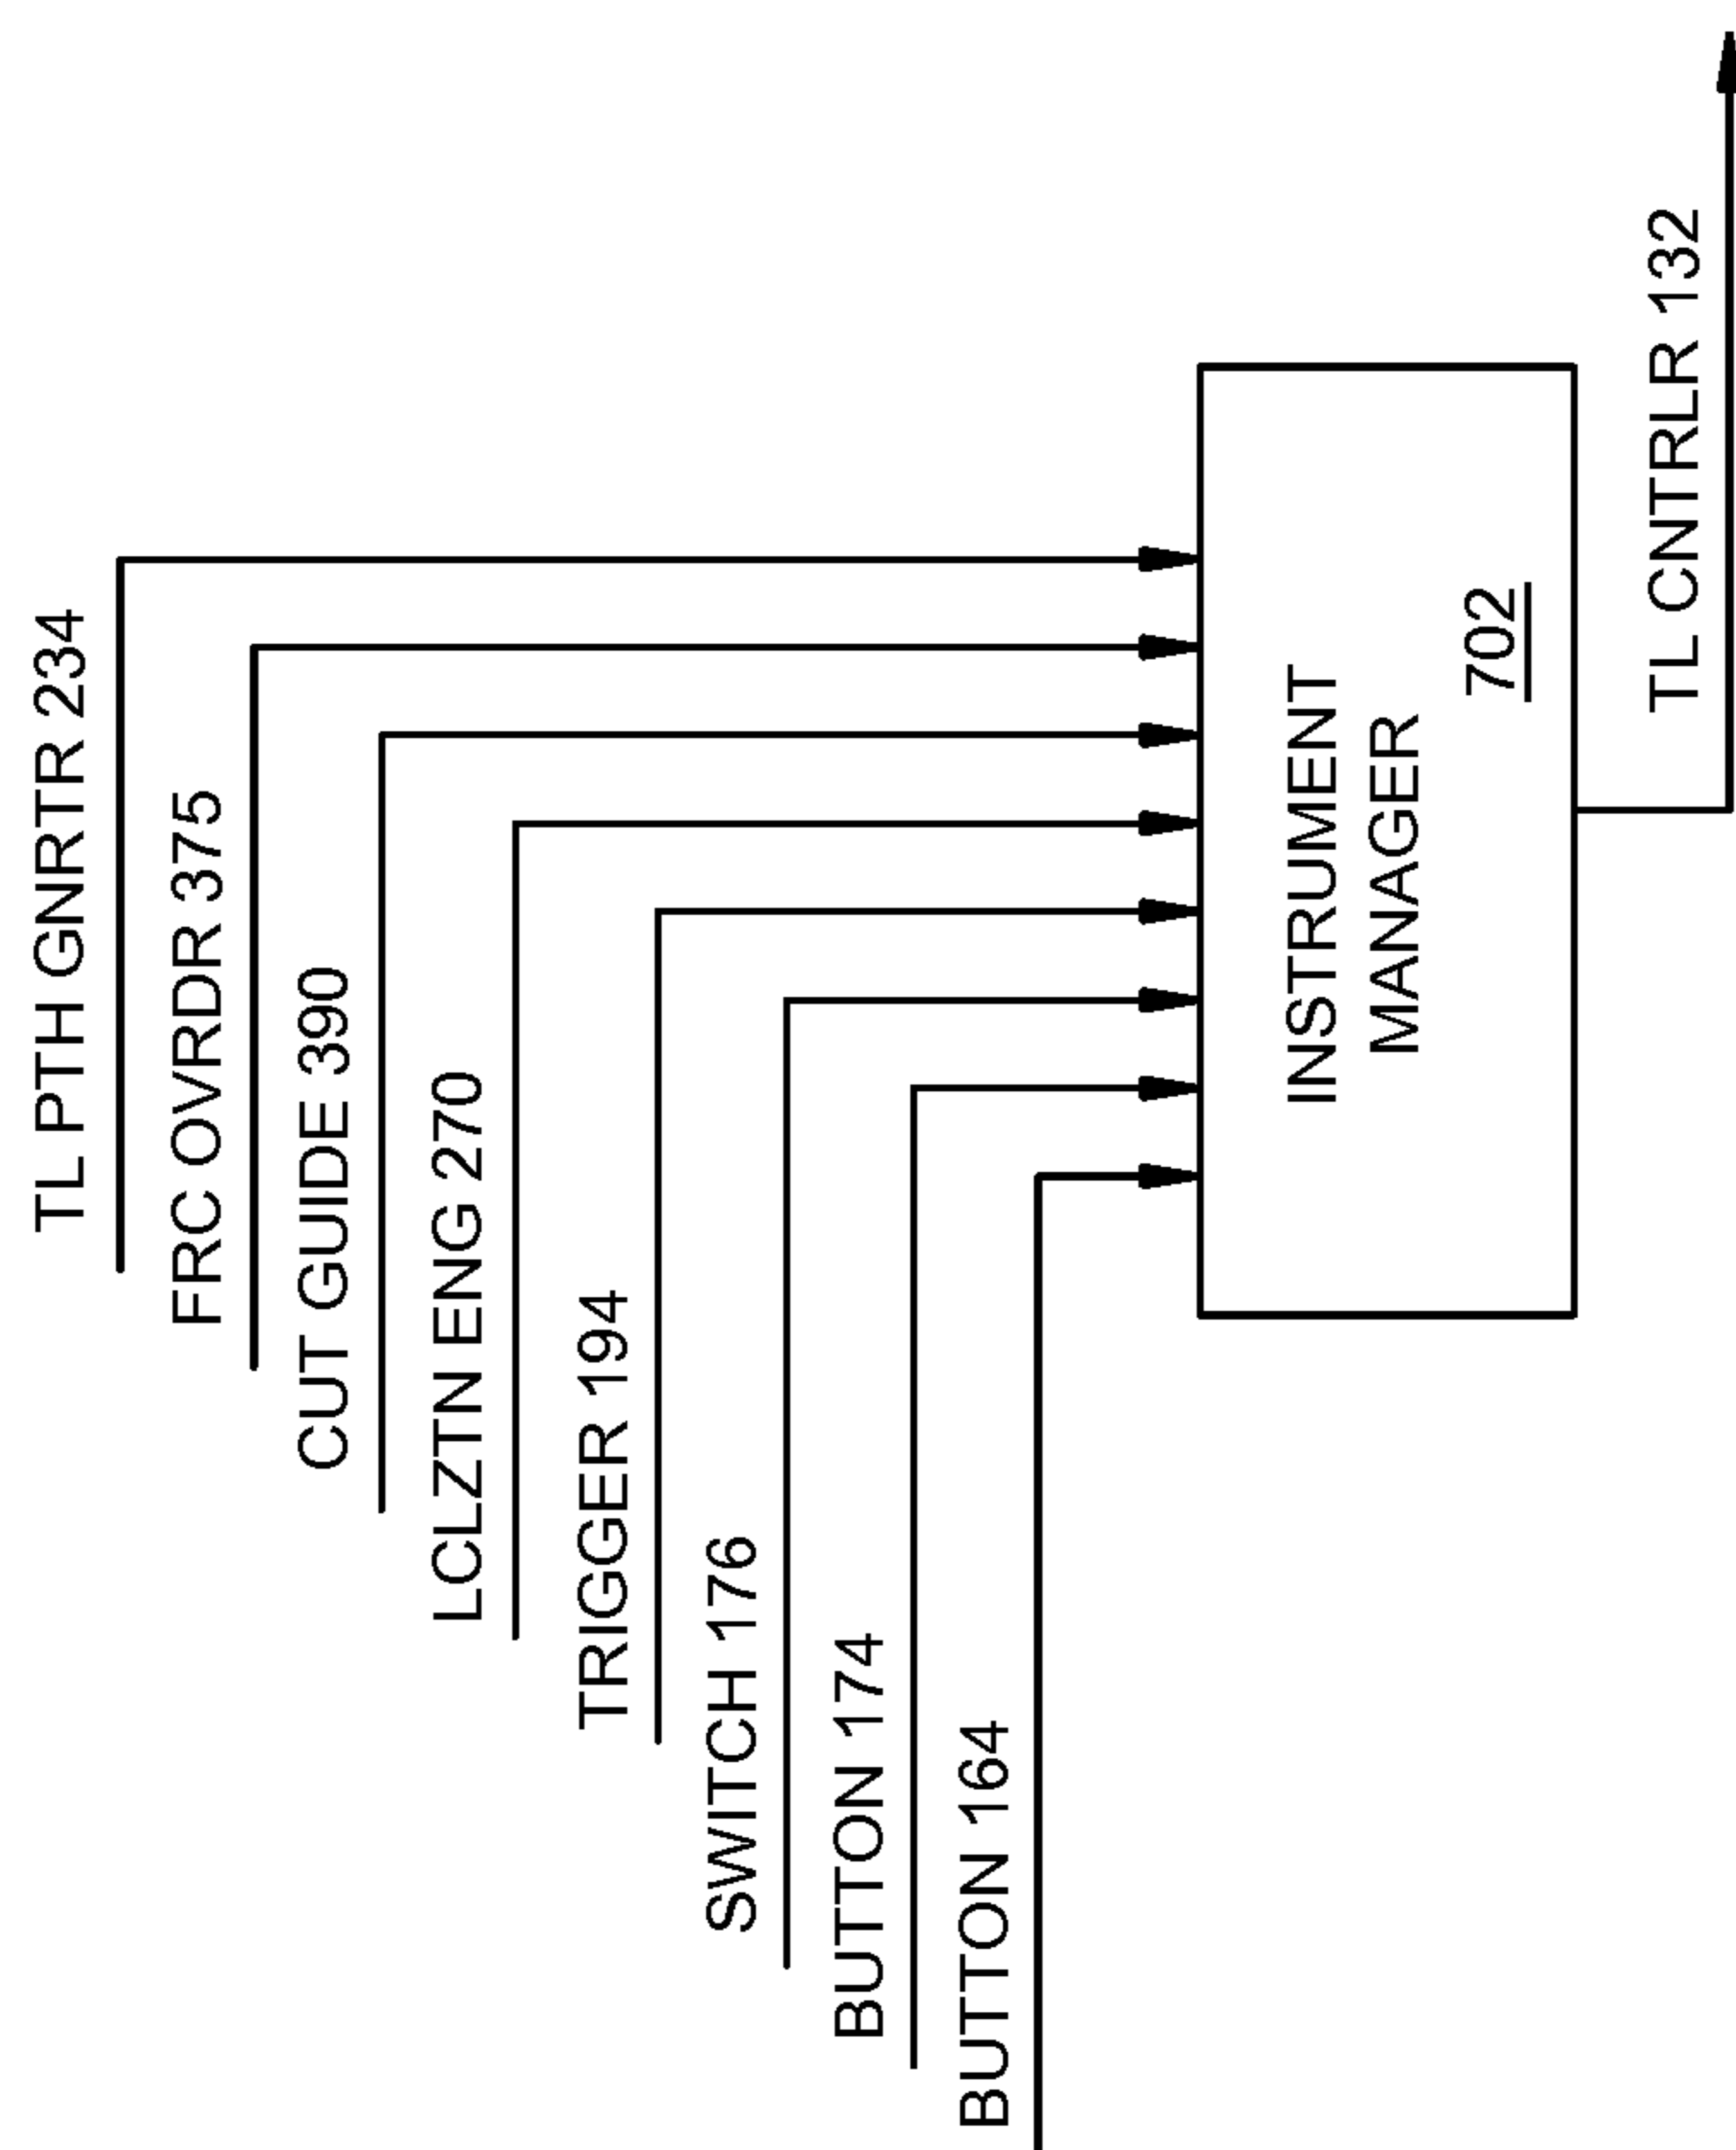 TL PTH GNRTR 234
FRC OVRDR 375
CUT GUIDE 390
LCLZTN ENG 270
TRIGGER 194
SWITCH 176
BUTTON 174
BUTTON 164
INSTRUMENT
MANAGER
702
TL CNTRLR 132